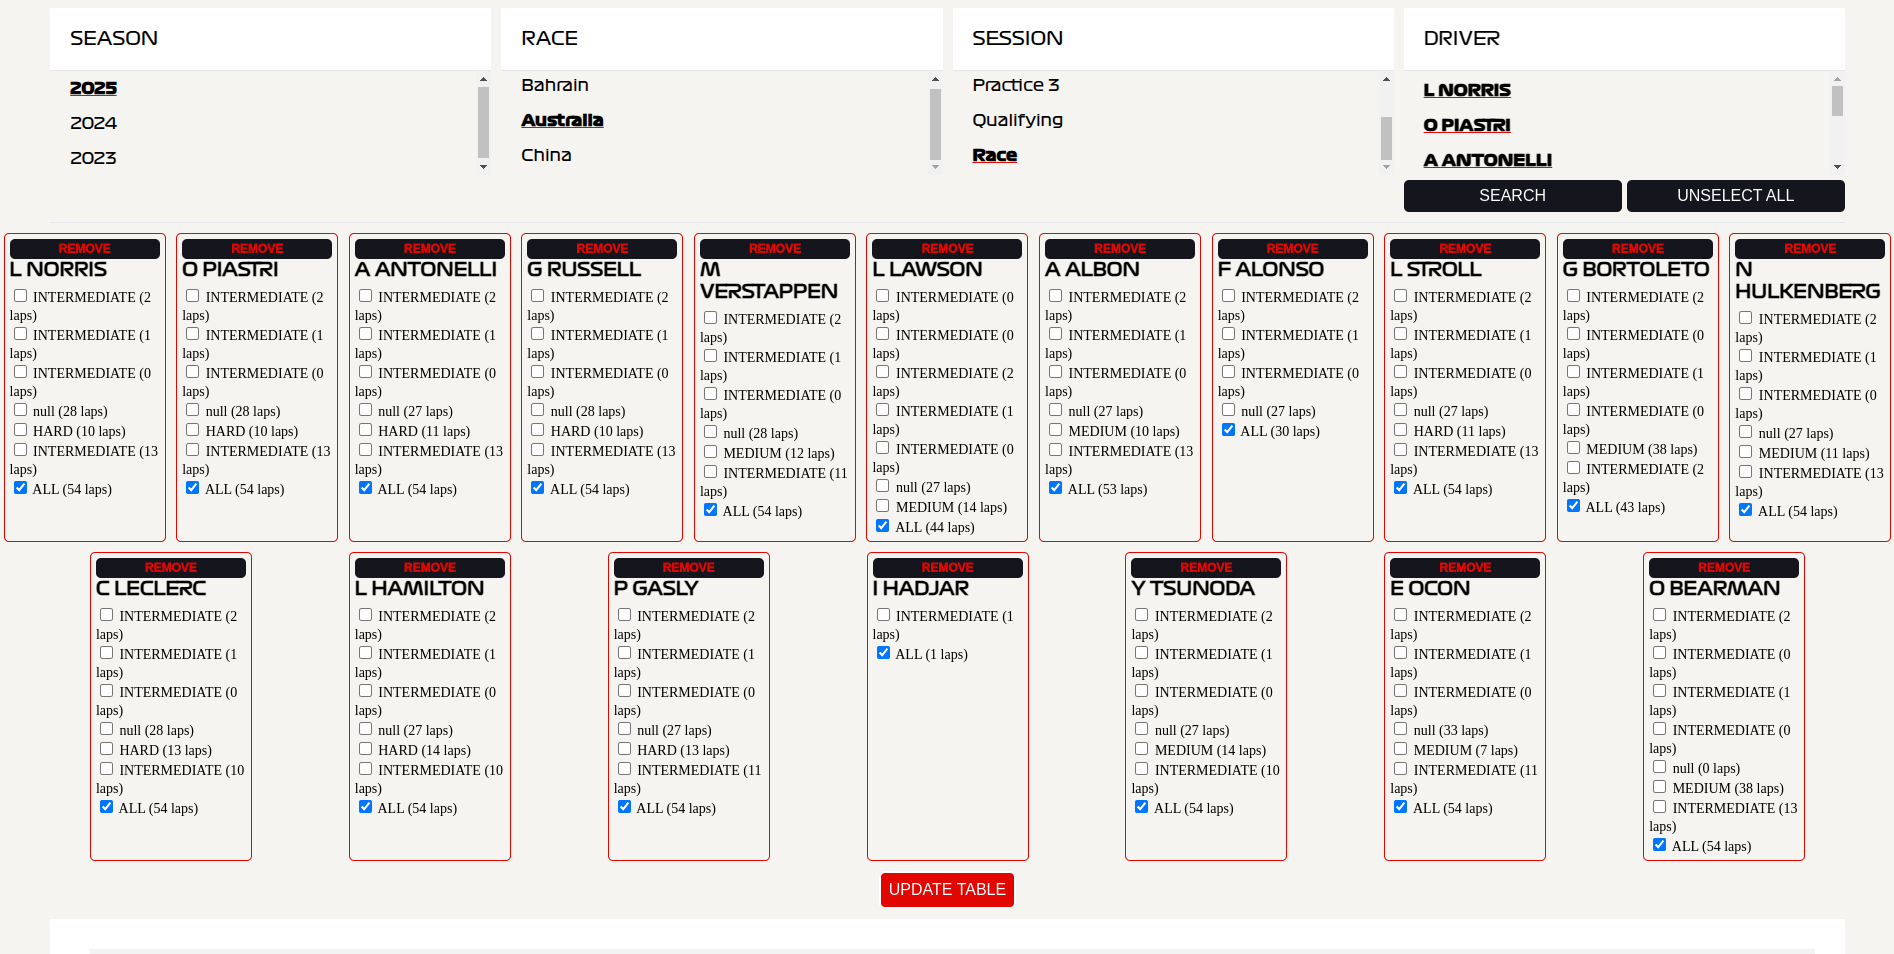 SEASON
2025
2024
2023
RACE
Bahrain
Australia
China
SESSION
Practice 3
Qualifying
Race
DRIVER
L NORRIS
O PIASTRI
A ANTONELLI
SEARCH
UNSELECT ALL
REMOVE
L NORRIS
INTERMEDIATE (2
laps)
INTERMEDIATE (1
laps)
INTERMEDIATE (0
laps)
null (28 laps)
HARD (10 laps)
INTERMEDIATE (13
laps)
ALL (54 laps)
REMOVE
O PIASTRI
INTERMEDIATE (2
laps)
INTERMEDIATE (1
laps)
INTERMEDIATE (0
laps)
null (28 laps)
HARD (10 laps)
INTERMEDIATE (13
laps)
ALL (54 laps)
REMOVE
A ANTONELLI
INTERMEDIATE (2
laps)
INTERMEDIATE (1
laps)
INTERMEDIATE (0
laps)
null (27 laps)
HARD (11 laps)
INTERMEDIATE (13
laps)
ALL (54 laps)
REMOVE
G RUSSELL
INTERMEDIATE (2
laps)
INTERMEDIATE (1
laps)
INTERMEDIATE (0
laps)
null (28 laps)
HARD (10 laps)
INTERMEDIATE (13
laps)
ALL (54 laps)
REMOVE
M
VERSTAPPEN
INTERMEDIATE (2
laps)
INTERMEDIATE (1
laps)
INTERMEDIATE (0
laps)
null (28 laps)
MEDIUM (12 laps)
INTERMEDIATE (11
laps)
ALL (54 laps)
REMOVE
L LAWSON
INTERMEDIATE (0
laps)
INTERMEDIATE (0
laps)
INTERMEDIATE (2
laps)
INTERMEDIATE (1
laps)
INTERMEDIATE (0
laps)
null (27 laps)
MEDIUM (14 laps)
ALL (44 laps)
REMOVE
A ALBON
INTERMEDIATE (2
laps)
INTERMEDIATE (1
laps)
INTERMEDIATE (0
laps)
null (27 laps)
MEDIUM (10 laps)
INTERMEDIATE (13
laps)
ALL (53 laps)
REMOVE
F ALONSO
INTERMEDIATE (2
laps)
INTERMEDIATE (1
laps)
INTERMEDIATE (0
laps)
null (27 laps)
ALL (30 laps)
REMOVE
L STROLL
INTERMEDIATE (2
laps)
INTERMEDIATE (1
laps)
INTERMEDIATE (0
laps)
null (27 laps)
HARD (11 laps)
INTERMEDIATE (13
laps)
ALL (54 laps)
REMOVE
G BORTOLETO
INTERMEDIATE (2
laps)
INTERMEDIATE (0
laps)
INTERMEDIATE (1
laps)
INTERMEDIATE (0
laps)
MEDIUM (38 laps)
INTERMEDIATE (2
laps)
ALL (43 laps)
REMOVE
N
HULKENBERG
INTERMEDIATE (2
laps)
INTERMEDIATE (1
laps)
INTERMEDIATE (0
laps)
null (27 laps)
MEDIUM (11 laps)
INTERMEDIATE (13
laps)
ALL (54 laps)
REMOVE
C LECLERC
INTERMEDIATE (2
laps)
INTERMEDIATE (1
laps)
INTERMEDIATE (0
laps)
null (28 laps)
HARD (13 laps)
INTERMEDIATE (10
laps)
ALL (54 laps)
REMOVE
L HAMILTON
INTERMEDIATE (2
laps)
INTERMEDIATE (1
laps)
INTERMEDIATE (0
laps)
null (27 laps)
HARD (14 laps)
INTERMEDIATE (10
laps)
ALL (54 laps)
REMOVE
P GASLY
INTERMEDIATE (2
laps)
INTERMEDIATE (1
laps)
INTERMEDIATE (0
laps)
null (27 laps)
HARD (13 laps)
INTERMEDIATE (11
laps)
ALL (54 laps)
REMOVE
I HADJAR
INTERMEDIATE (1
laps)
ALL (1 laps)
REMOVE
Y TSUNODA
INTERMEDIATE (2
laps)
INTERMEDIATE (1
laps)
INTERMEDIATE (0
laps)
null (27 laps)
MEDIUM (14 laps)
INTERMEDIATE (10
laps)
ALL (54 laps)
REMOVE
E OCON
INTERMEDIATE (2
laps)
INTERMEDIATE (1
laps)
INTERMEDIATE (0
laps)
null (33 laps)
MEDIUM (7 laps)
INTERMEDIATE (11
laps)
ALL (54 laps)
REMOVE
O BEARMAN
INTERMEDIATE (2
laps)
INTERMEDIATE (0
laps)
INTERMEDIATE (1
laps)
INTERMEDIATE (0
laps)
null (0 laps)
MEDIUM (38 laps)
INTERMEDIATE (13
laps)
ALL (54 laps)
UPDATE TABLE